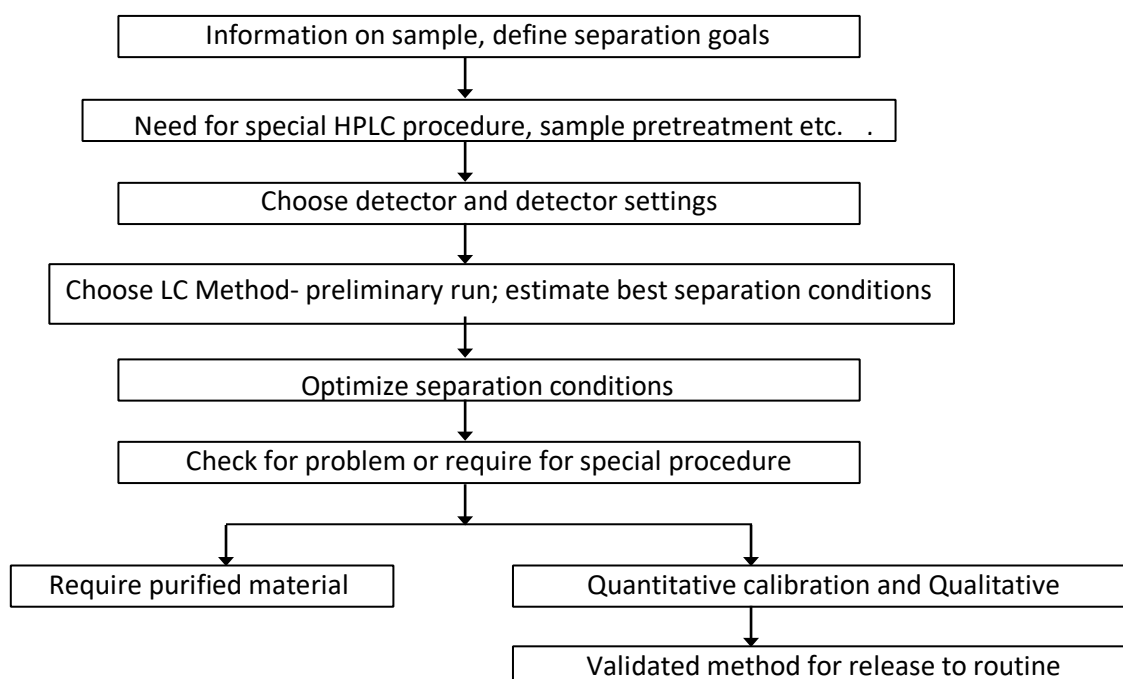 Information on sample, define separation goals
Need for special HPLC procedure, sample pretreatment etc. .
Choose detector and detector settings
Choose LC Method- preliminary run; estimate best separation conditions
Optimize separation conditions
Check for problem or require for special procedure
Require purified material
Quantitative calibration and Qualitative
Validated method for release to routine